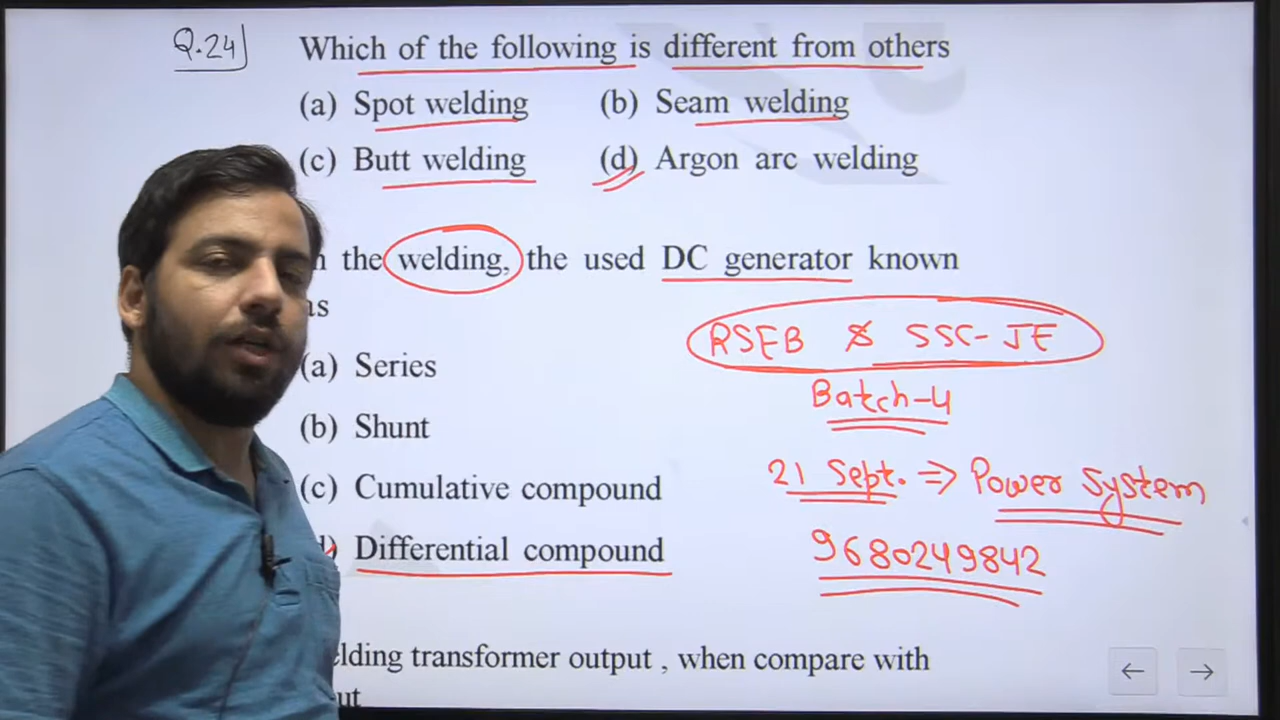 Q.24
Which of the following is different from others
(a) Spot welding (b) Seam welding
(c) Butt welding (d) Argon arc welding
the welding, the used DC generator known
as
(a) Series
(b) Shunt
(c) Cumulative compound
Differential compound
RSEB & SSC-JE
Batch-4
21 Sept. ⇒ Power System
9680249842
elding transformer output , when compare with